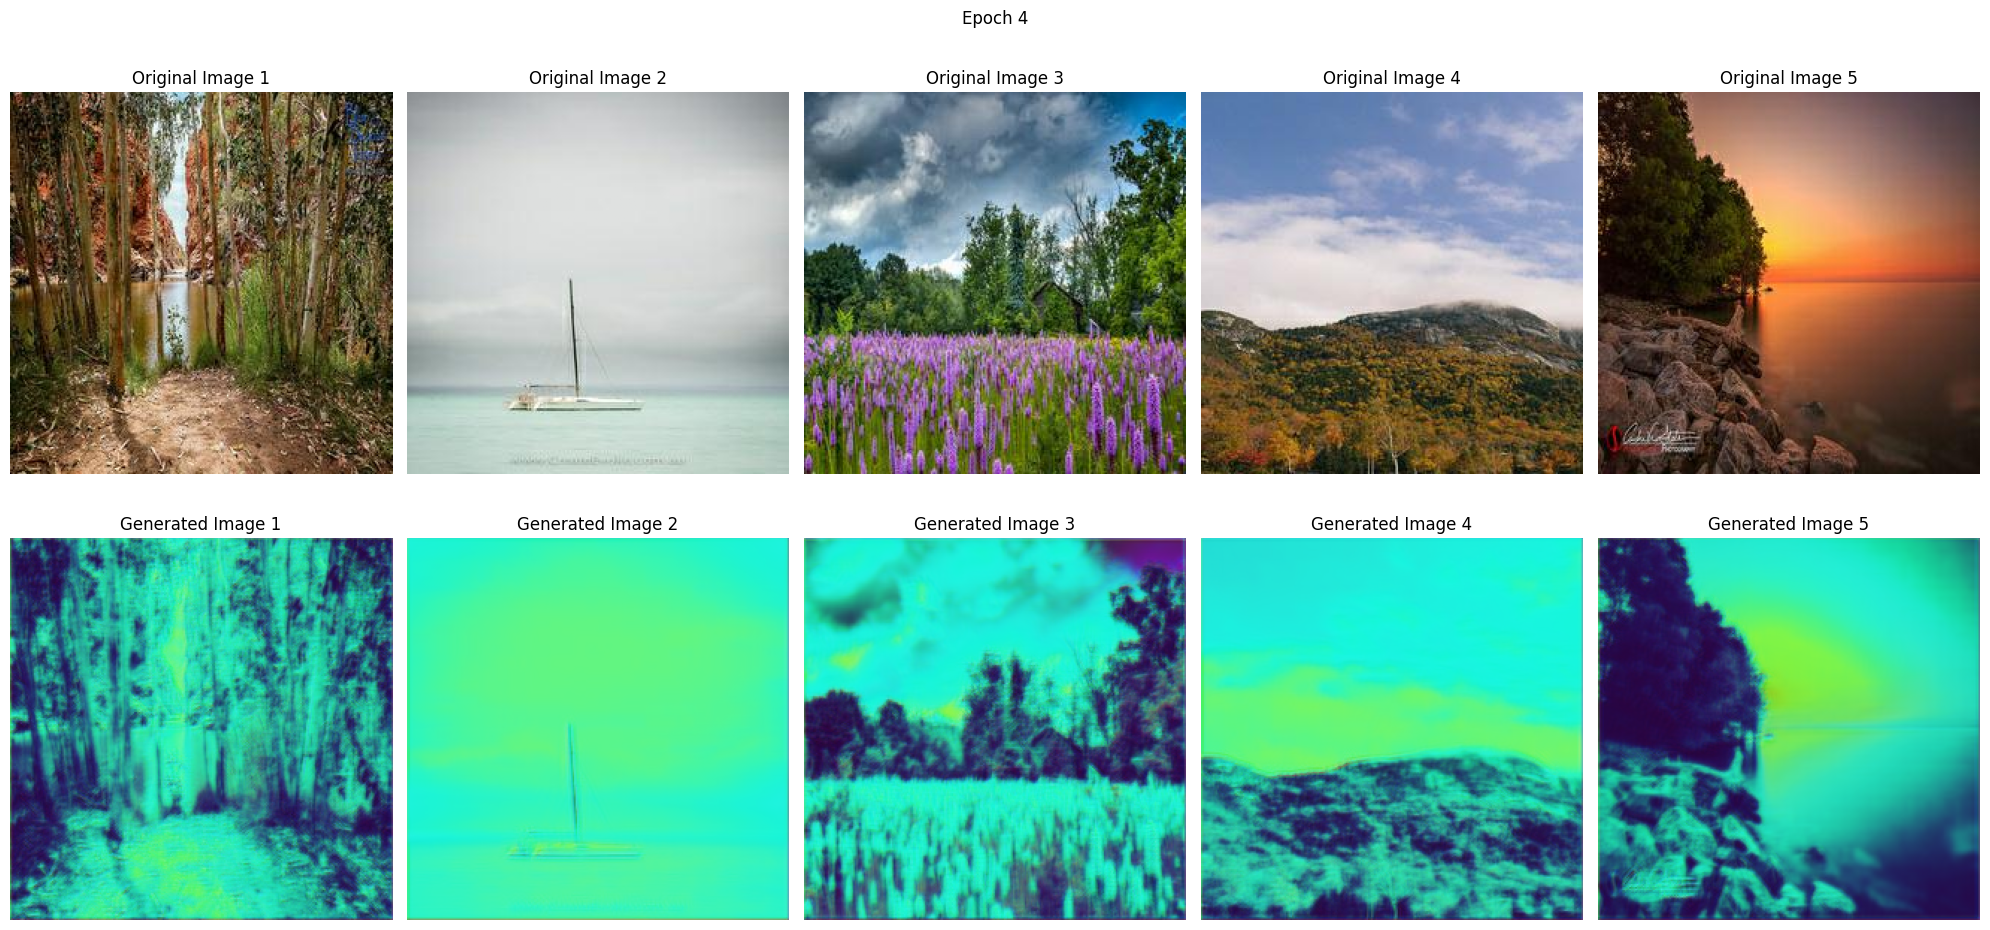 Epoch 4
Original Image 1
Original Image 2
Original Image 3
Original Image 4
Original Image 5
PHOTOGRAPHY
Generated Image 1
Generated Image 2
Generated Image 3
Generated Image 4
Generated Image 5